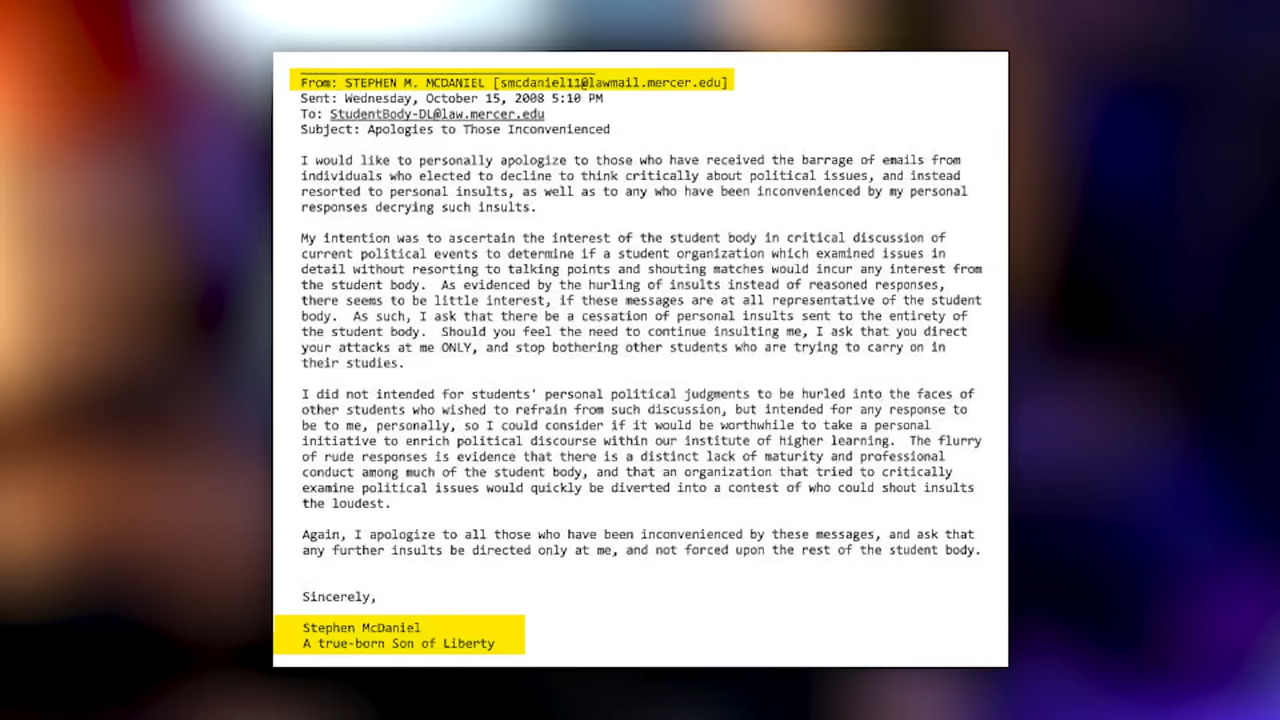 From: STEPHEN M. MCDANIEL [smcdaniel11@lawmail.mercer.edu]
Sent: Wednesday, October 15, 2008 5:10 PM
To: StudentBody-DL@law.mercer.edu
Subject: Apologies to Those Inconvenienced
I would like to personally apologize to those who have received the barrage of emails from
individuals who elected to decline to think critically about political issues, and instead
resorted to personal insults, as well as to any who have been inconvenienced by my personal
responses decrying such insults.
My intention was to ascertain the interest of the student body in critical discussion of
current political events to determine if a student organization which examined issues in
detail without resorting to talking points and shouting matches would incur any interest from
the student body.  As evidenced by the hurling of insults instead of reasoned responses,
there seems to be little interest, if these messages are at all representative of the student
body.  As such, I ask that there be a cessation of personal insults sent to the entirety of
the student body.  Should you feel the need to continue insulting me, I ask that you direct
your attacks at me ONLY, and stop bothering other students who are trying to carry on in
their studies.
I did not intended for students' personal political judgments to be hurled into the faces of
other students who wished to refrain from such discussion, but intended for any response to
be to me, personally, so I could consider if it would be worthwhile to take a personal
initiative to enrich political discourse within our institute of higher learning.  The flurry
of rude responses is evidence that there is a distinct lack of maturity and professional
conduct among much of the student body, and that an organization that tried to critically
examine political issues would quickly be diverted into a contest of who could shout insults
the loudest.
Again, I apologize to all those who have been inconvenienced by these messages, and ask that
any further insults be directed only at me, and not forced upon the rest of the student body.
Sincerely,
Stephen McDaniel
A true-born Son of Liberty